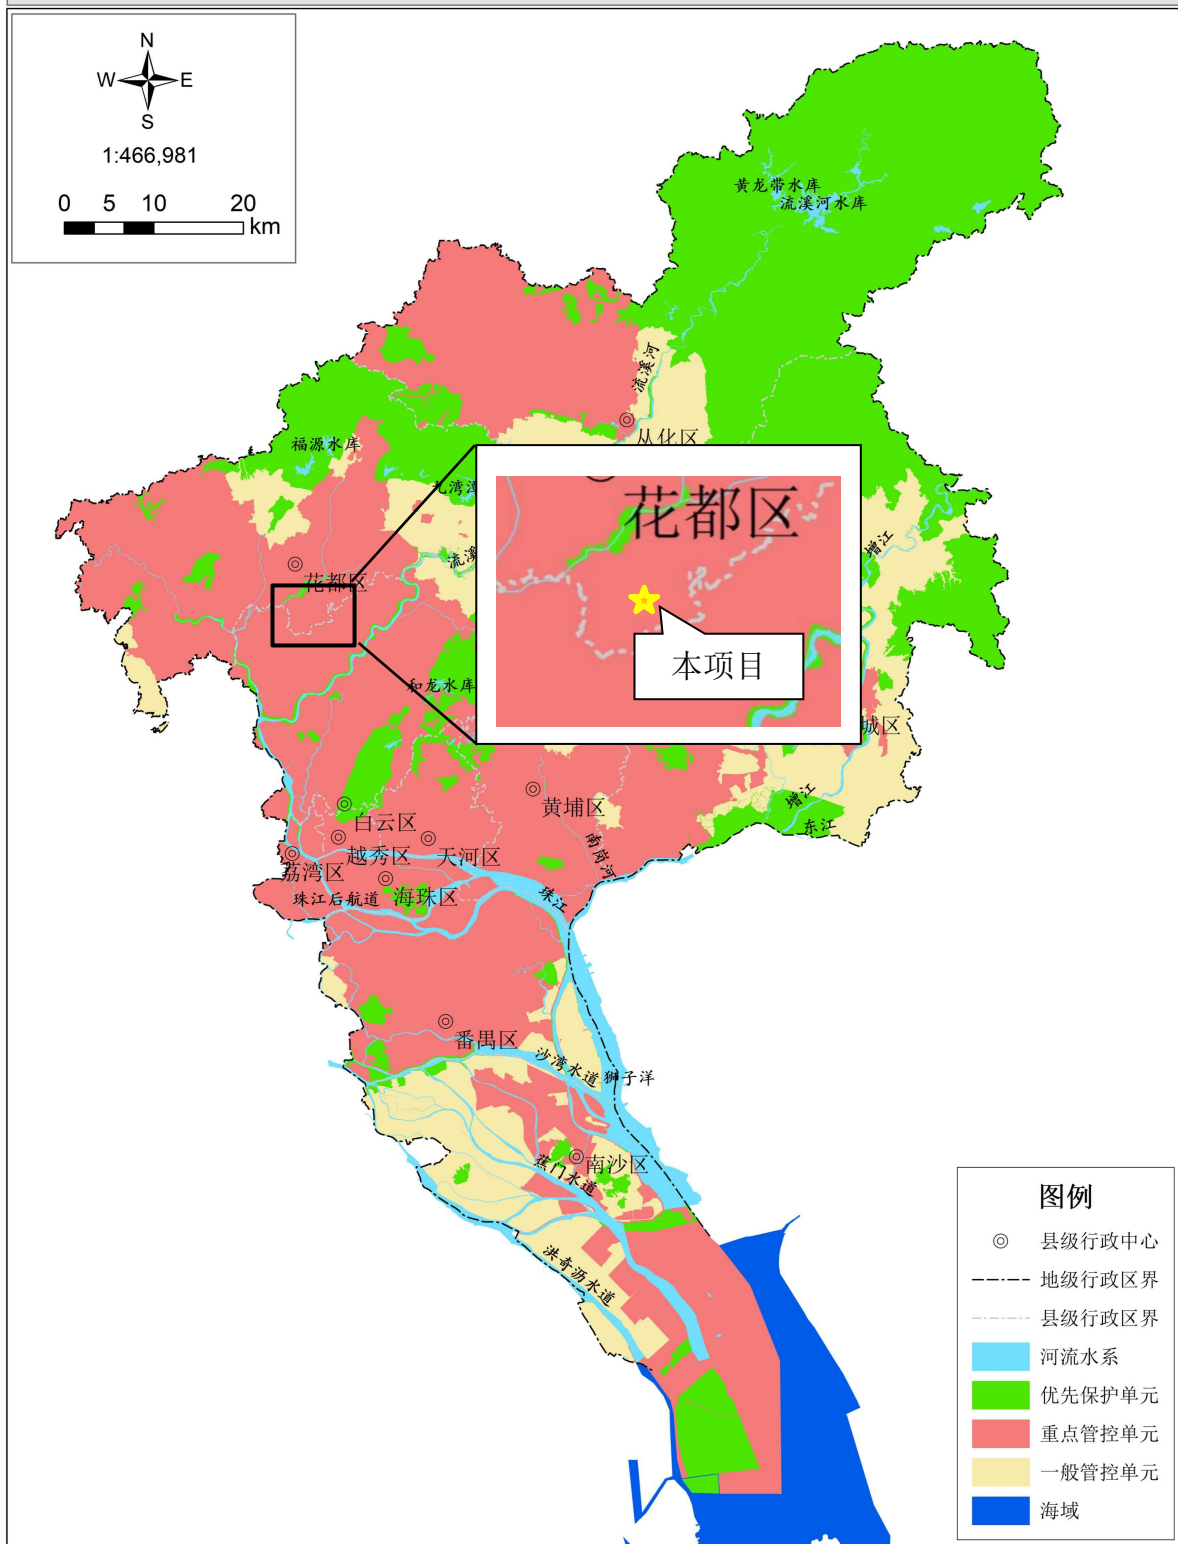 N
W E
S
1:466,981
0 5 10 20
km
黄龙带水库
流溪河水库
流溪河
从化区
福源水库
九湾潭
花都区
增江
流溪
花都区
本项目
和龙水库
城区
增江
东江
黄埔区
白云区
越秀区
天河区
南岗河
荔湾区
海珠区
珠江后航道
珠江
番禺区
沙湾水道
狮子洋
南沙区
蕉门水道
洪奇沥水道
图例
县级行政中心
地级行政区界
县级行政区界
河流水系
优先保护单元
重点管控单元
一般管控单元
海域